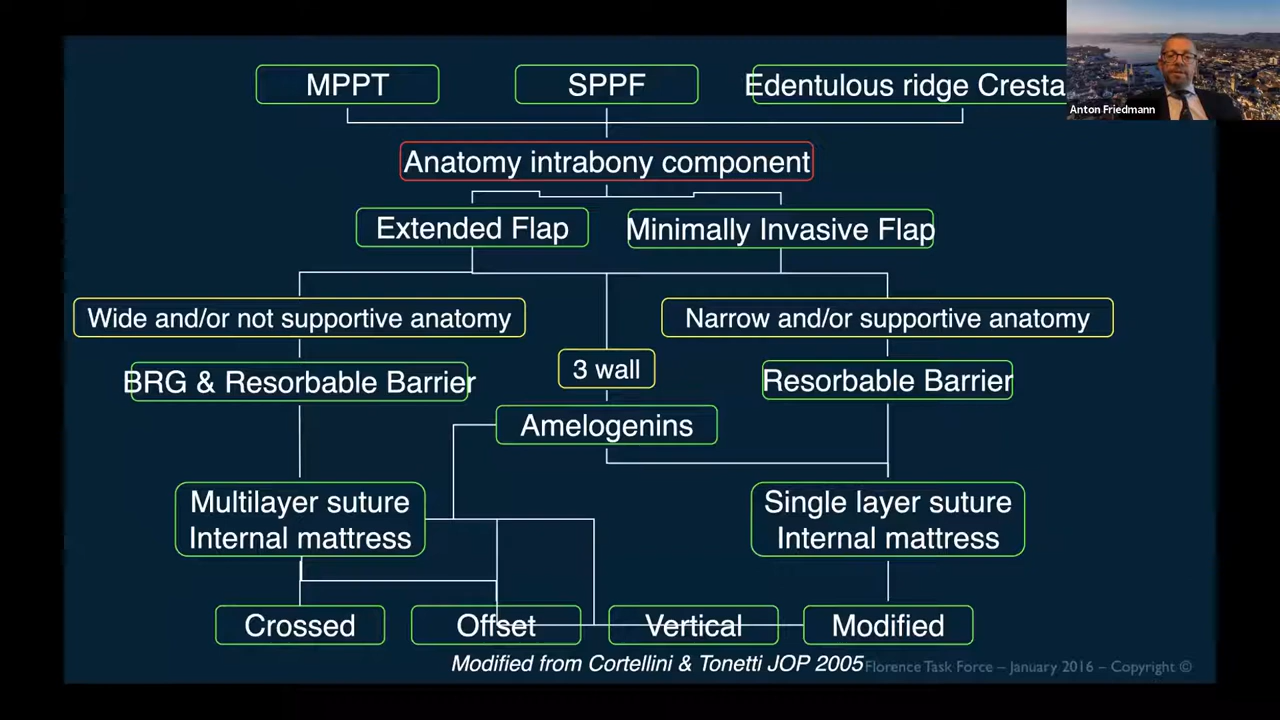 MPPT
SPPF
Edentulous ridge Cresta
Anton Friedmann
Anatomy intrabony component
Extended Flap
Minimally Invasive Flap
Wide and/or not supportive anatomy
Narrow and/or supportive anatomy
3 wall
BRG & Resorbable Barrier
Resorbable Barrier
Amelogenins
Multilayer suture
Internal mattress
Single layer suture
Internal mattress
Crossed
Offset
Vertical
Modified
Modified from Cortellini & Tonetti JOP 2005
Florence Task Force – January 2016 – Copyright ©